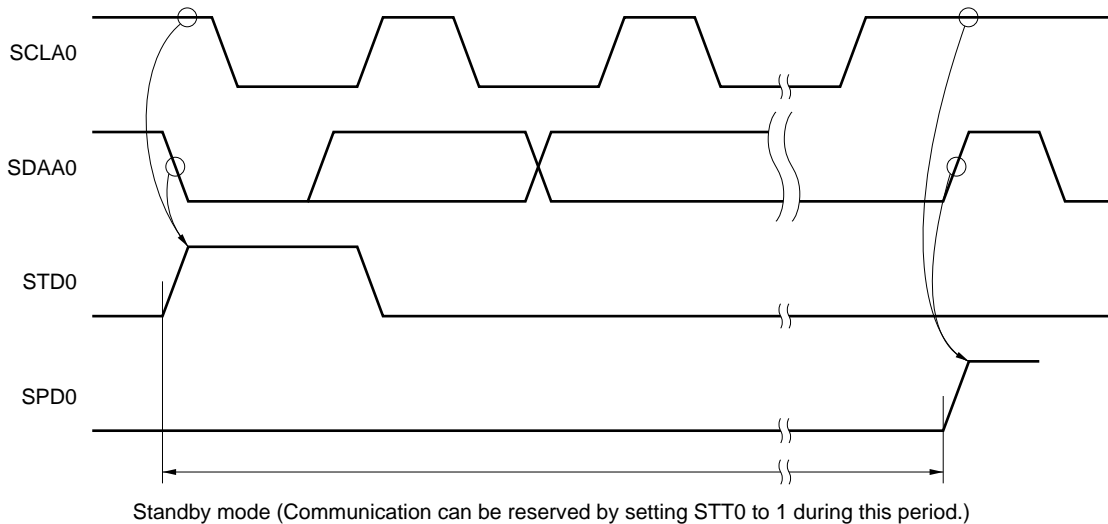 SCLA0
SDAA0
STD0
SPD0
Standby mode (Communication can be reserved by setting STT0 to 1 during this period.)